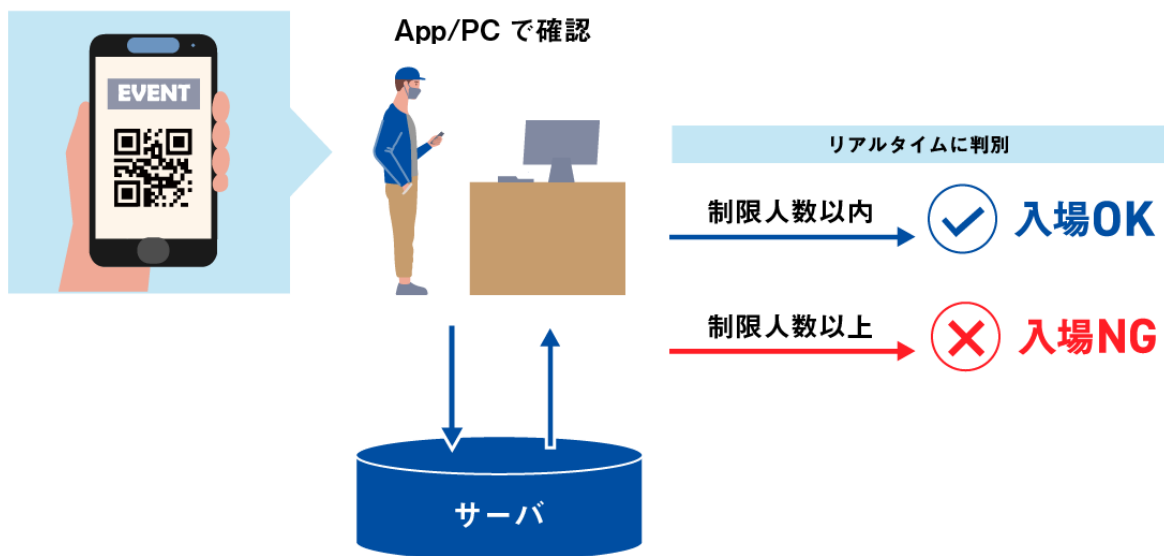 App/PC で確認
EVENT
リアルタイムに判別
制限人数以内
入場OK
制限人数以上
入場NG
サーバ